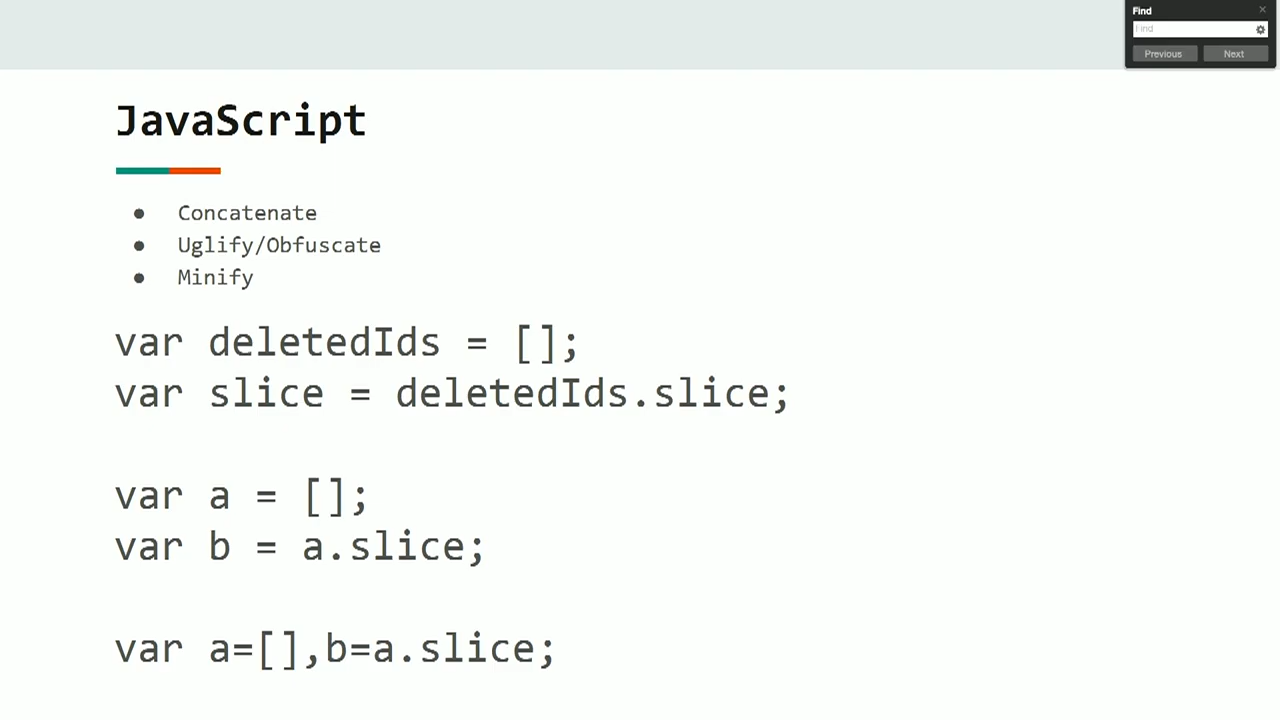 Find
Find
Previous Next
JavaScript
● Concatenate
● Uglify/Obfuscate
● Minify
var deletedIds = [];
var slice = deletedIds.slice;
var a = [];
var b = a.slice;
var a=[],b=a.slice;